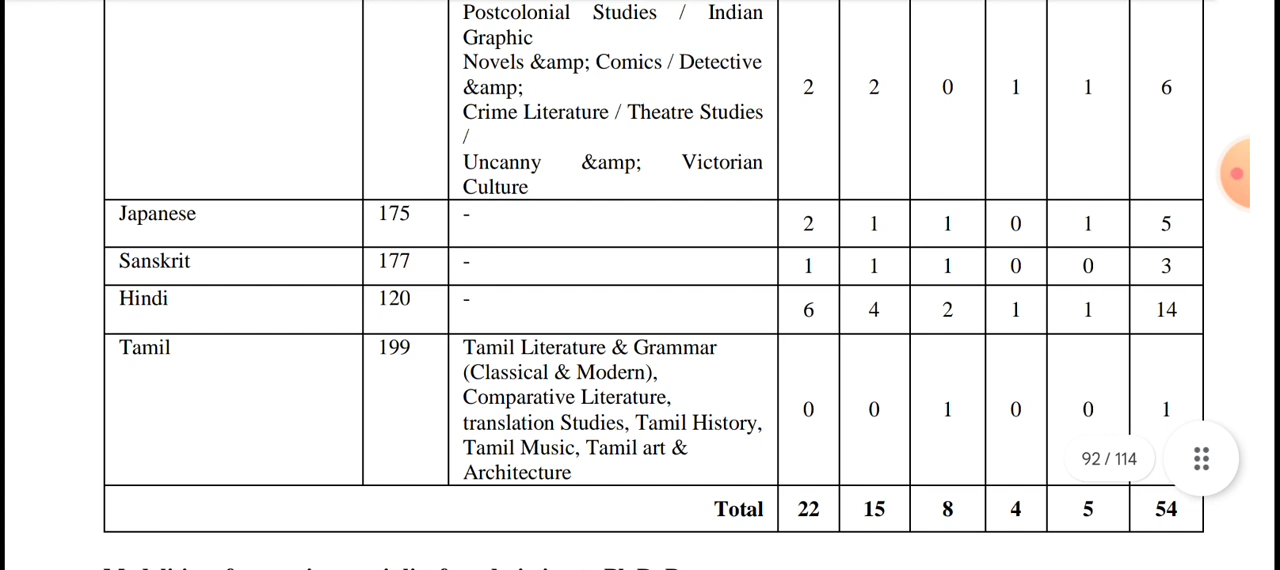 Postcolonial Studies / Indian
Graphic
Novels &amp; Comics / Detective
&amp;
Crime Literature / Theatre Studies
/
Uncanny &amp; Victorian
Culture
2 2 0 1 1 6
Japanese 175 - 2 1 1 0 1 5
Sanskrit 177 - 1 1 1 0 0 3
Hindi 120 - 6 4 2 1 1 14
Tamil 199 Tamil Literature & Grammar
(Classical & Modern),
Comparative Literature,
translation Studies, Tamil History,
Tamil Music, Tamil art &
Architecture
0 0 1 0 0 1
92 / 114
Total 22 15 8 4 5 54